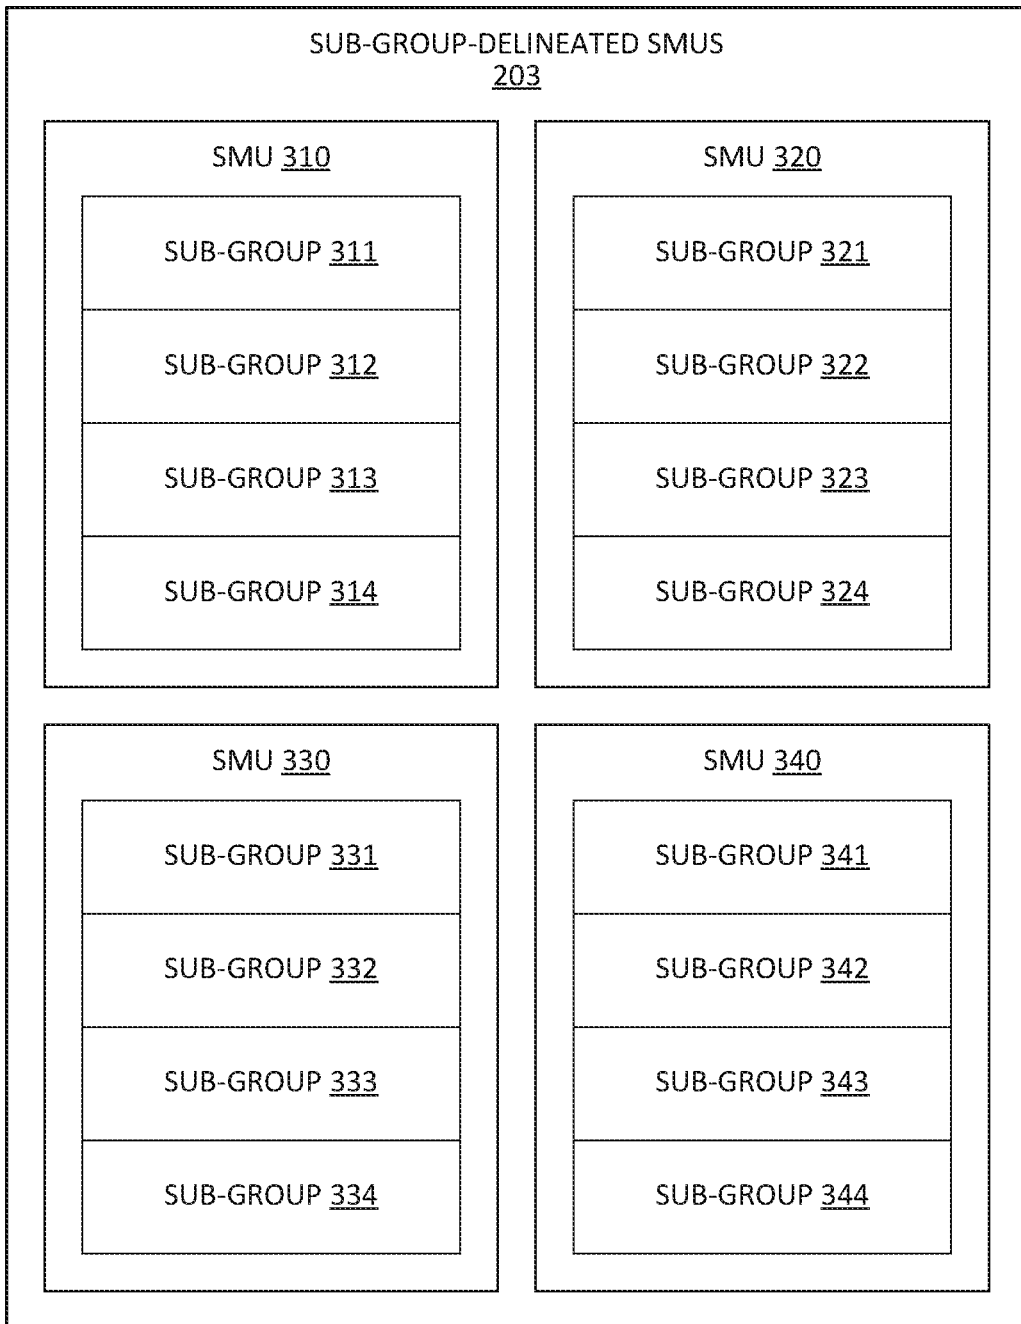 SUB-GROUP-DELINEATED SMUS
203
SMU 310
SUB-GROUP 311
SUB-GROUP 312
SUB-GROUP 313
SUB-GROUP 314
SMU 320
SUB-GROUP 321
SUB-GROUP 322
SUB-GROUP 323
SUB-GROUP 324
SMU 330
SUB-GROUP 331
SUB-GROUP 332
SUB-GROUP 333
SUB-GROUP 334
SMU 340
SUB-GROUP 341
SUB-GROUP 342
SUB-GROUP 343
SUB-GROUP 344